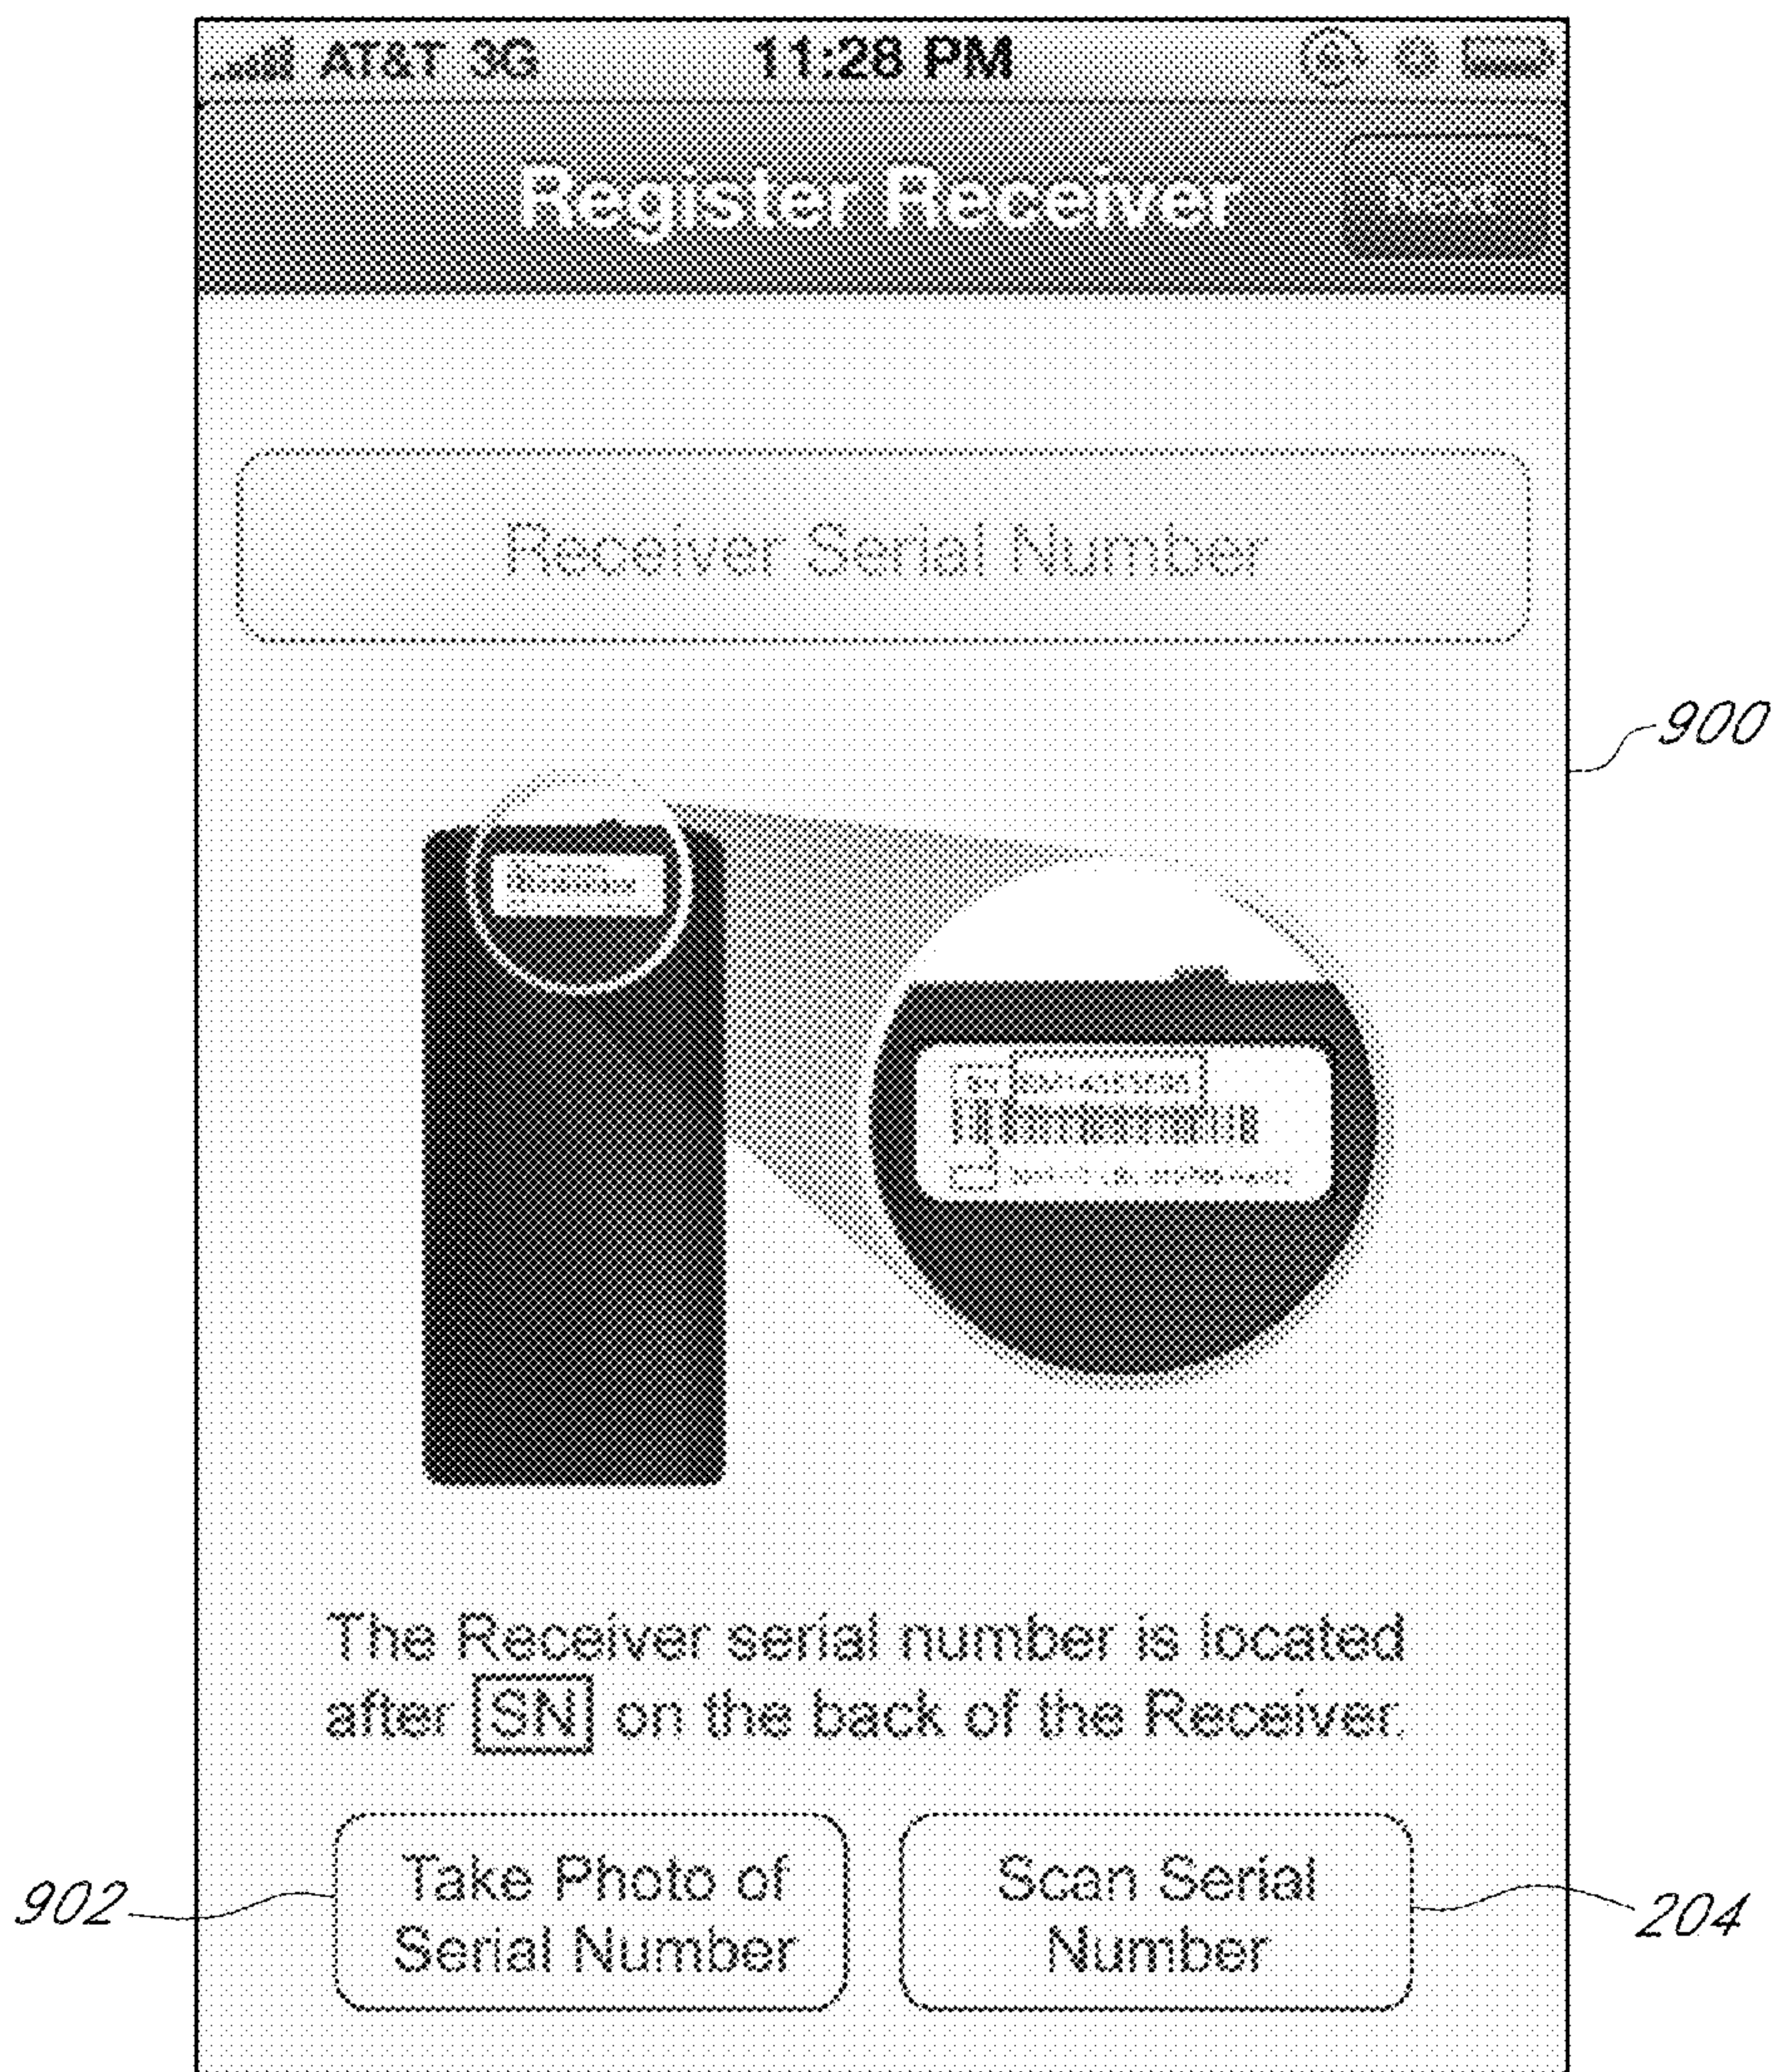 AT&T 3G 11:28 PM
Register Receiver Next
Receiver Serial Number
900
The Receiver serial number is located
after SN on the back of the Receiver.
Take Photo of
Serial Number
Scan Serial
Number
902
204